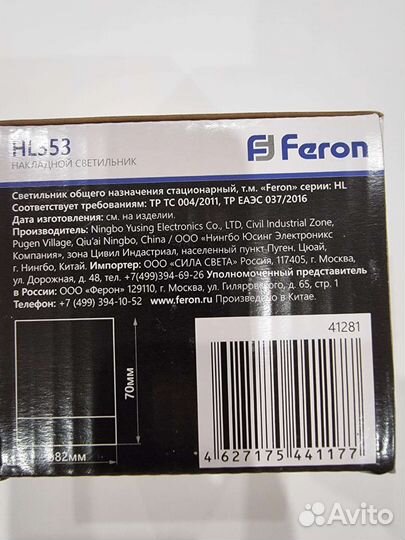 HL353
НАКЛАДНОЙ СВЕТИЛЬНИК
Feron
Светильник общего назначения стационарный, т.м. «Feron» серии: HL
Соответствует требованиям: ТР ТС 004/2011, ТР ЕАЭС 037/2016
Дата изготовления: см. на изделии.
Производитель: Ningbo Yusing Electronics Co., LTD, Civil Industrial Zone,
Pugen Village, Qiu'ai Ningbo, China / ООО «Нингбо Юсинг Электроникс
Компания», зона Цивил Индастриал, населенный пункт Пуген, Цюай,
г. Нингбо, Китай. Импортер: ООО «СИЛА СВЕТА» Россия, 117405, г. Москва,
ул. Дорожная, д. 48, тел. +7(499)394-69-26 Уполномоченный представитель
в России: ООО «Ферон» 129110, г. Москва, ул. Гиляровского, д. 65, стр. 1
Телефон: +7 (499) 394-10-52 www.feron.ru Произведено в Китае.
41281
70мм
ø82мм
4 627175 441177
Avito